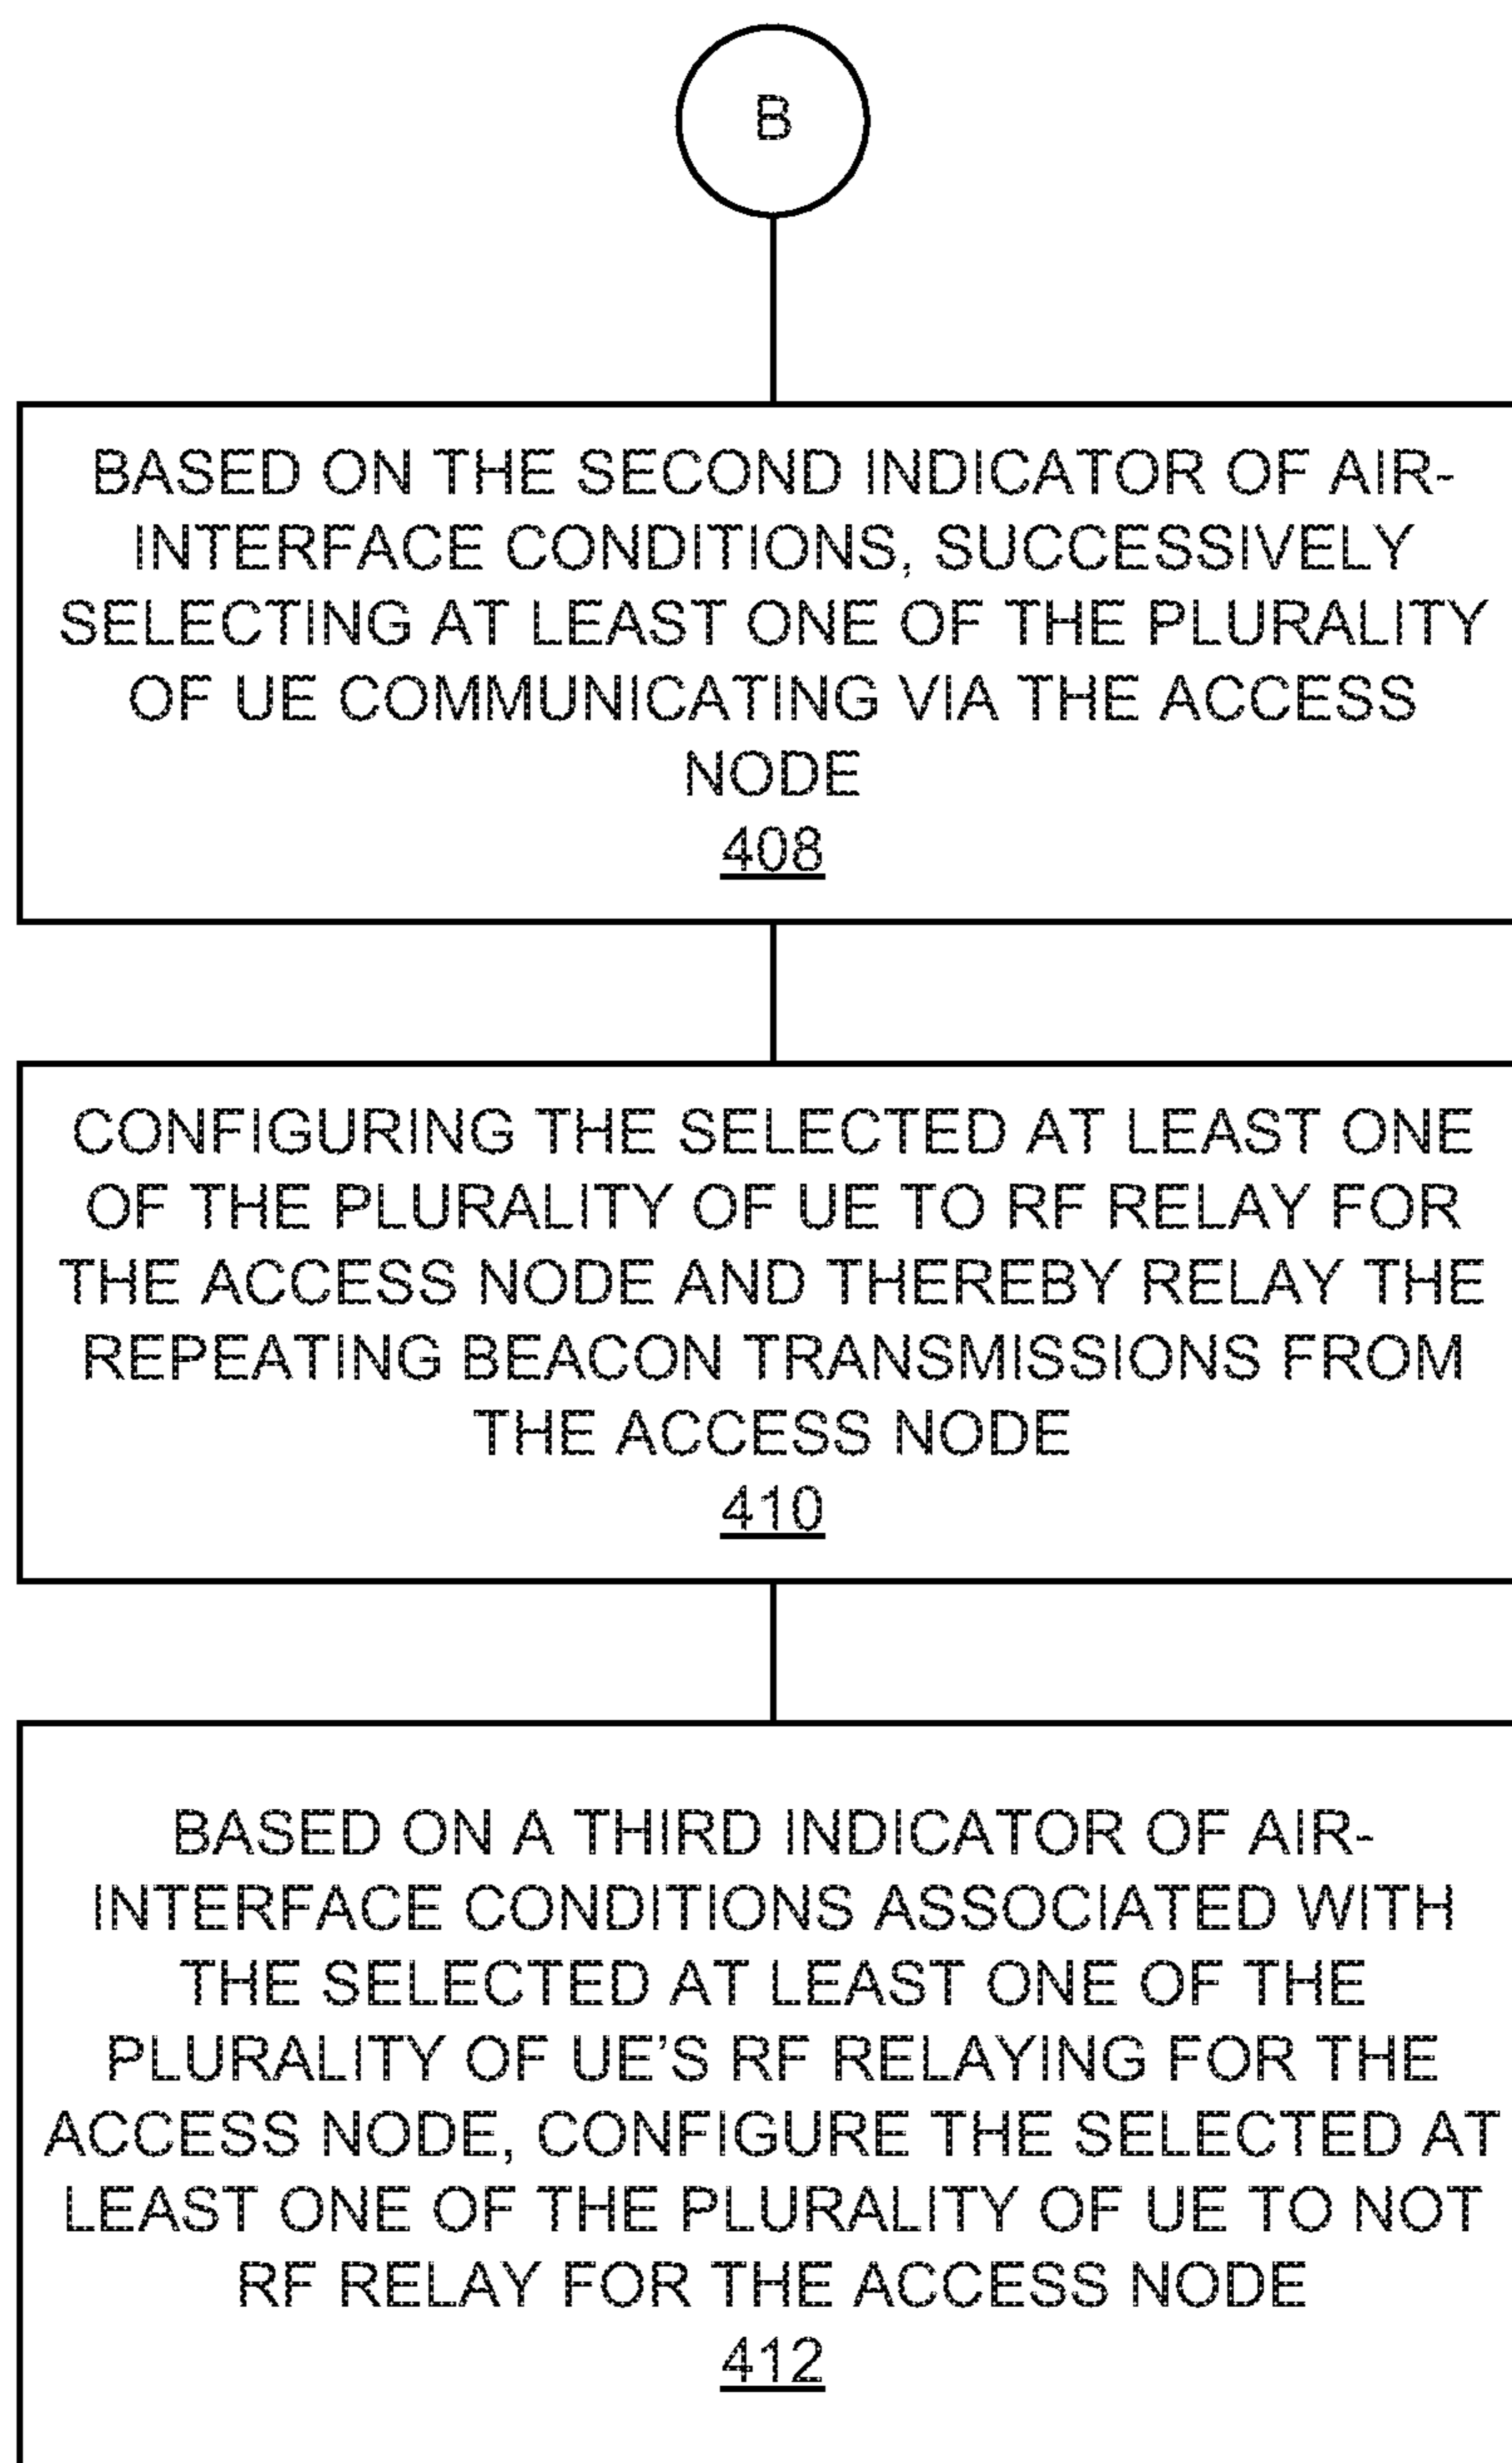 B
BASED ON THE SECOND INDICATOR OF AIR-
INTERFACE CONDITIONS, SUCCESSIVELY
SELECTING AT LEAST ONE OF THE PLURALITY
OF UE COMMUNICATING VIA THE ACCESS
NODE
408
CONFIGURING THE SELECTED AT LEAST ONE
OF THE PLURALITY OF UE TO RF RELAY FOR
THE ACCESS NODE AND THEREBY RELAY THE
REPEATING BEACON TRANSMISSIONS FROM
THE ACCESS NODE
410
BASED ON A THIRD INDICATOR OF AIR-
INTERFACE CONDITIONS ASSOCIATED WITH
THE SELECTED AT LEAST ONE OF THE
PLURALITY OF UE’S RF RELAYING FOR THE
ACCESS NODE, CONFIGURE THE SELECTED AT
LEAST ONE OF THE PLURALITY OF UE TO NOT
RF RELAY FOR THE ACCESS NODE
412